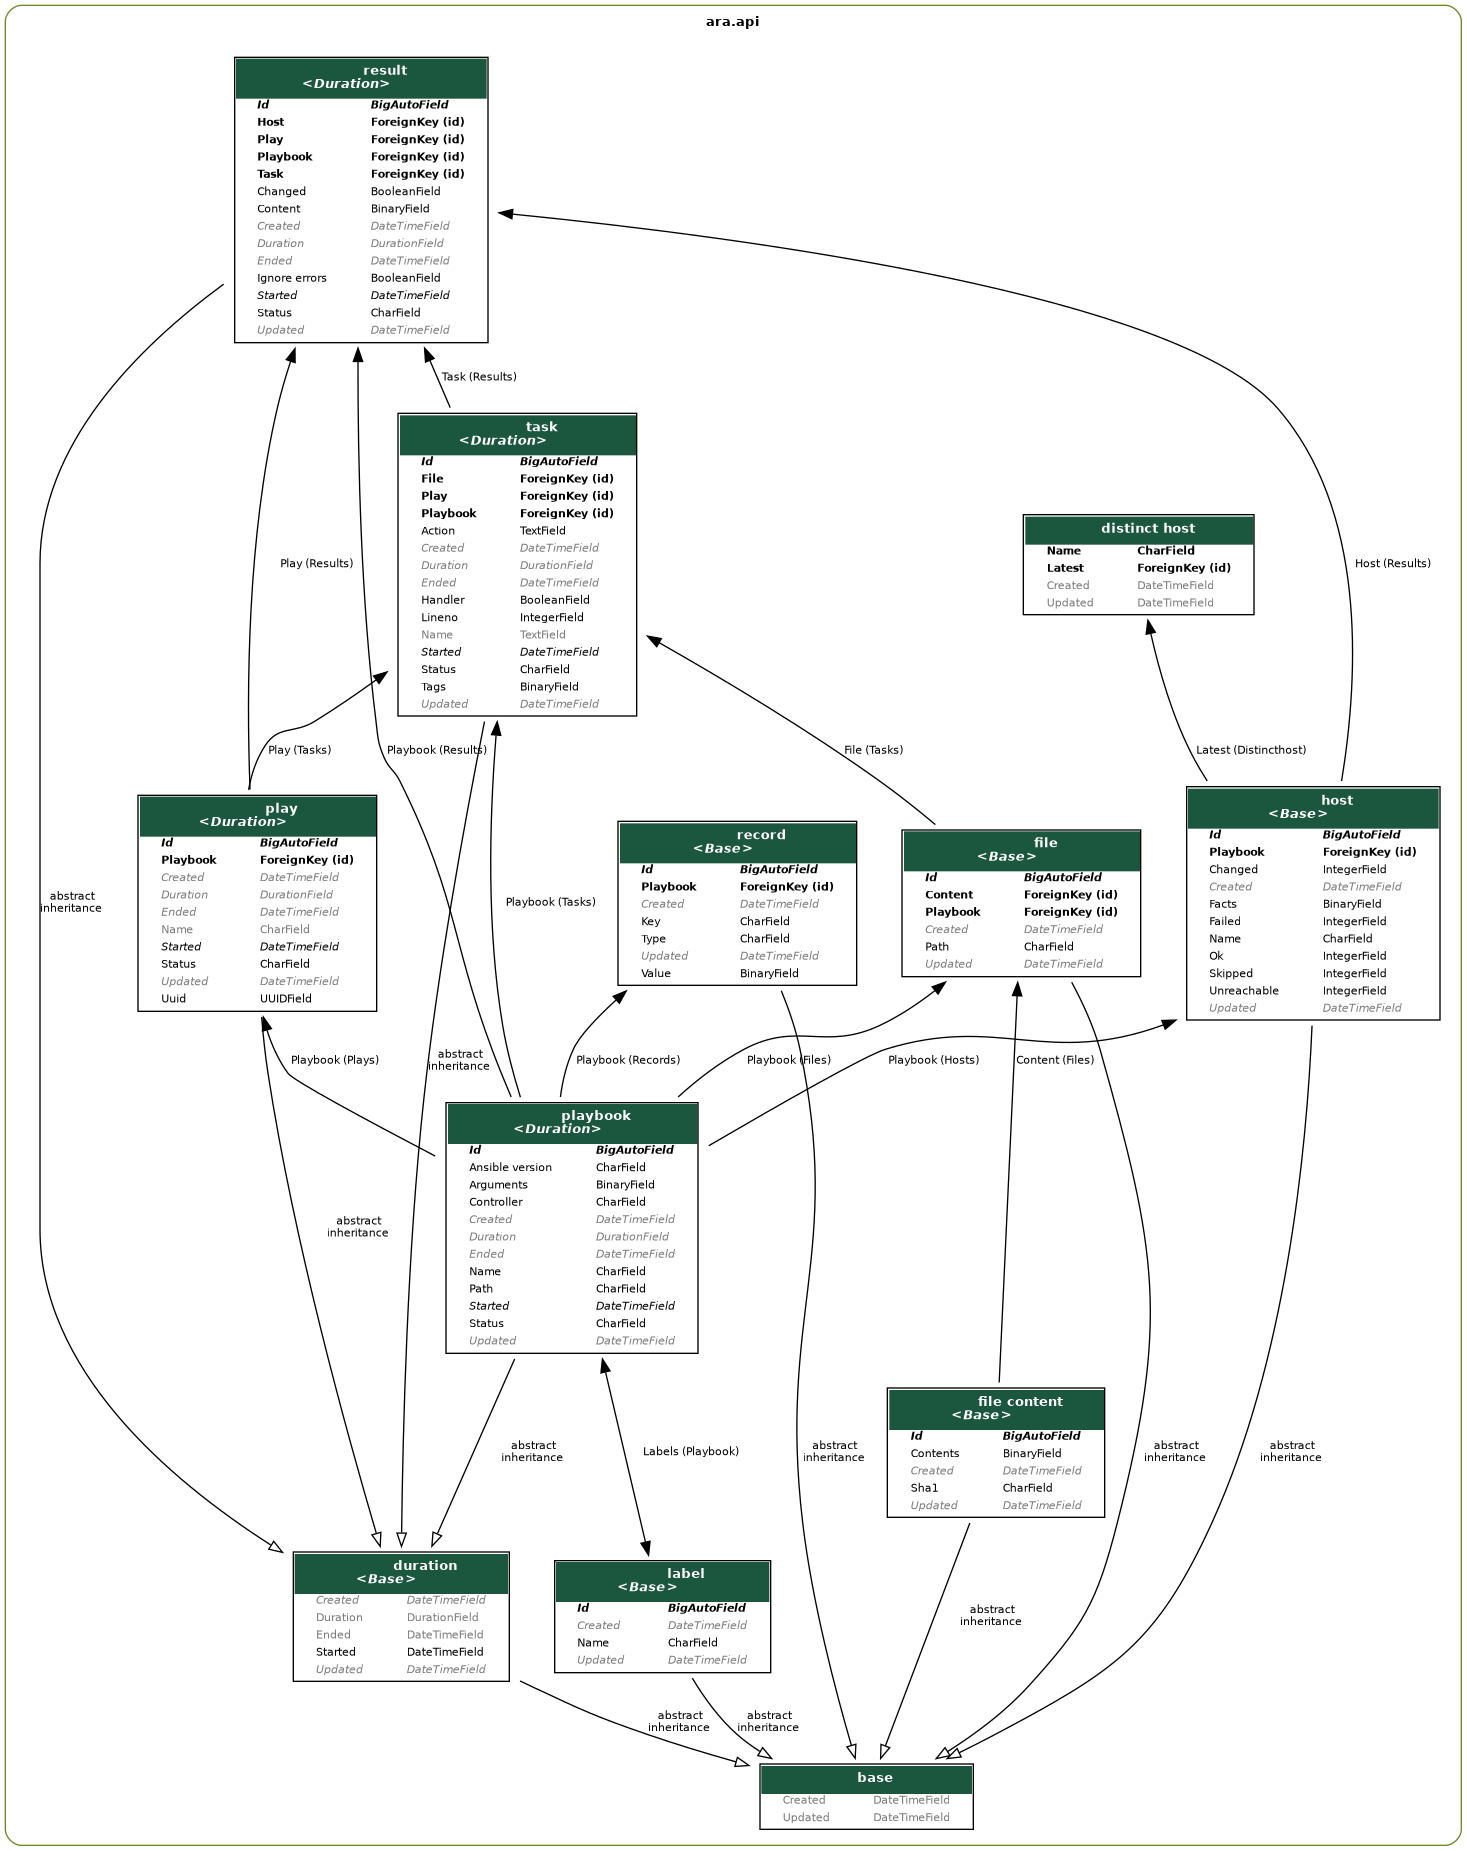 ara.api
result
<Duration>
Id BigAutoField
Host ForeignKey (id)
Play ForeignKey (id)
Playbook ForeignKey (id)
Task ForeignKey (id)
Changed BooleanField
Content BinaryField
Created DateTimeField
Duration DurationField
Ended DateTimeField
Ignore errors BooleanField
Started DateTimeField
Status CharField
Updated DateTimeField
Task (Results)
task
<Duration>
Id BigAutoField
File ForeignKey (id)
Play ForeignKey (id)
Playbook ForeignKey (id)
Action TextField
Created DateTimeField
Duration DurationField
Ended DateTimeField
Handler BooleanField
Lineno IntegerField
Name TextField
Started DateTimeField
Status CharField
Tags BinaryField
Updated DateTimeField
distinct host
Name CharField
Latest ForeignKey (id)
Created DateTimeField
Updated DateTimeField
Play (Results)
Host (Results)
Play (Tasks)
Playbook (Results)
File (Tasks)
Latest (Distincthost)
play
<Duration>
Id BigAutoField
Playbook ForeignKey (id)
Created DateTimeField
Duration DurationField
Ended DateTimeField
Name CharField
Started DateTimeField
Status CharField
Updated DateTimeField
Uuid UUIDField
abstract
inheritance
Playbook (Tasks)
record
<Base>
Id BigAutoField
Playbook ForeignKey (id)
Created DateTimeField
Key CharField
Type CharField
Updated DateTimeField
Value BinaryField
file
<Base>
Id BigAutoField
Content ForeignKey (id)
Playbook ForeignKey (id)
Created DateTimeField
Path CharField
Updated DateTimeField
host
<Base>
Id BigAutoField
Playbook ForeignKey (id)
Changed IntegerField
Created DateTimeField
Facts BinaryField
Failed IntegerField
Name CharField
Ok IntegerField
Skipped IntegerField
Unreachable IntegerField
Updated DateTimeField
Playbook (Plays)
abstract
inheritance
Playbook (Records)
Playbook (Files)
Playbook (Hosts)
Content (Files)
playbook
<Duration>
Id BigAutoField
Ansible version CharField
Arguments BinaryField
Controller CharField
Created DateTimeField
Duration DurationField
Ended DateTimeField
Name CharField
Path CharField
Started DateTimeField
Status CharField
Updated DateTimeField
abstract
inheritance
abstract
inheritance
Labels (Playbook)
abstract
inheritance
file content
<Base>
Id BigAutoField
Contents BinaryField
Created DateTimeField
Sha1 CharField
Updated DateTimeField
abstract
inheritance
abstract
inheritance
duration
<Base>
Created DateTimeField
Duration DurationField
Ended DateTimeField
Started DateTimeField
Updated DateTimeField
label
<Base>
Id BigAutoField
Created DateTimeField
Name CharField
Updated DateTimeField
abstract
inheritance
abstract
inheritance
abstract
inheritance
base
Created DateTimeField
Updated DateTimeField